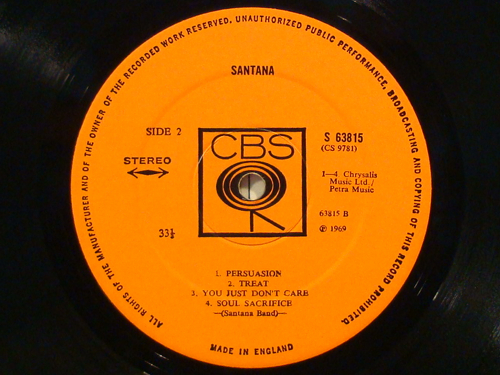 ALL RIGHTS OF THE MANUFACTURER AND OF THE OWNER OF THE RECORDED WORK RESERVED. UNAUTHORIZED PUBLIC PERFORMANCE, BROADCASTING AND COPYING OF THIS RECORD PROHIBITED.
SANTANA
SIDE 2
CBS
S 63815
(CS 9781)
STEREO
1—4 Chrysalis
Music Ltd./
Petra Music
63815 B
33⅓
℗ 1969
1. PERSUASION
2. TREAT
3. YOU JUST DON'T CARE
4. SOUL SACRIFICE
—(Santana Band)—
MADE IN ENGLAND